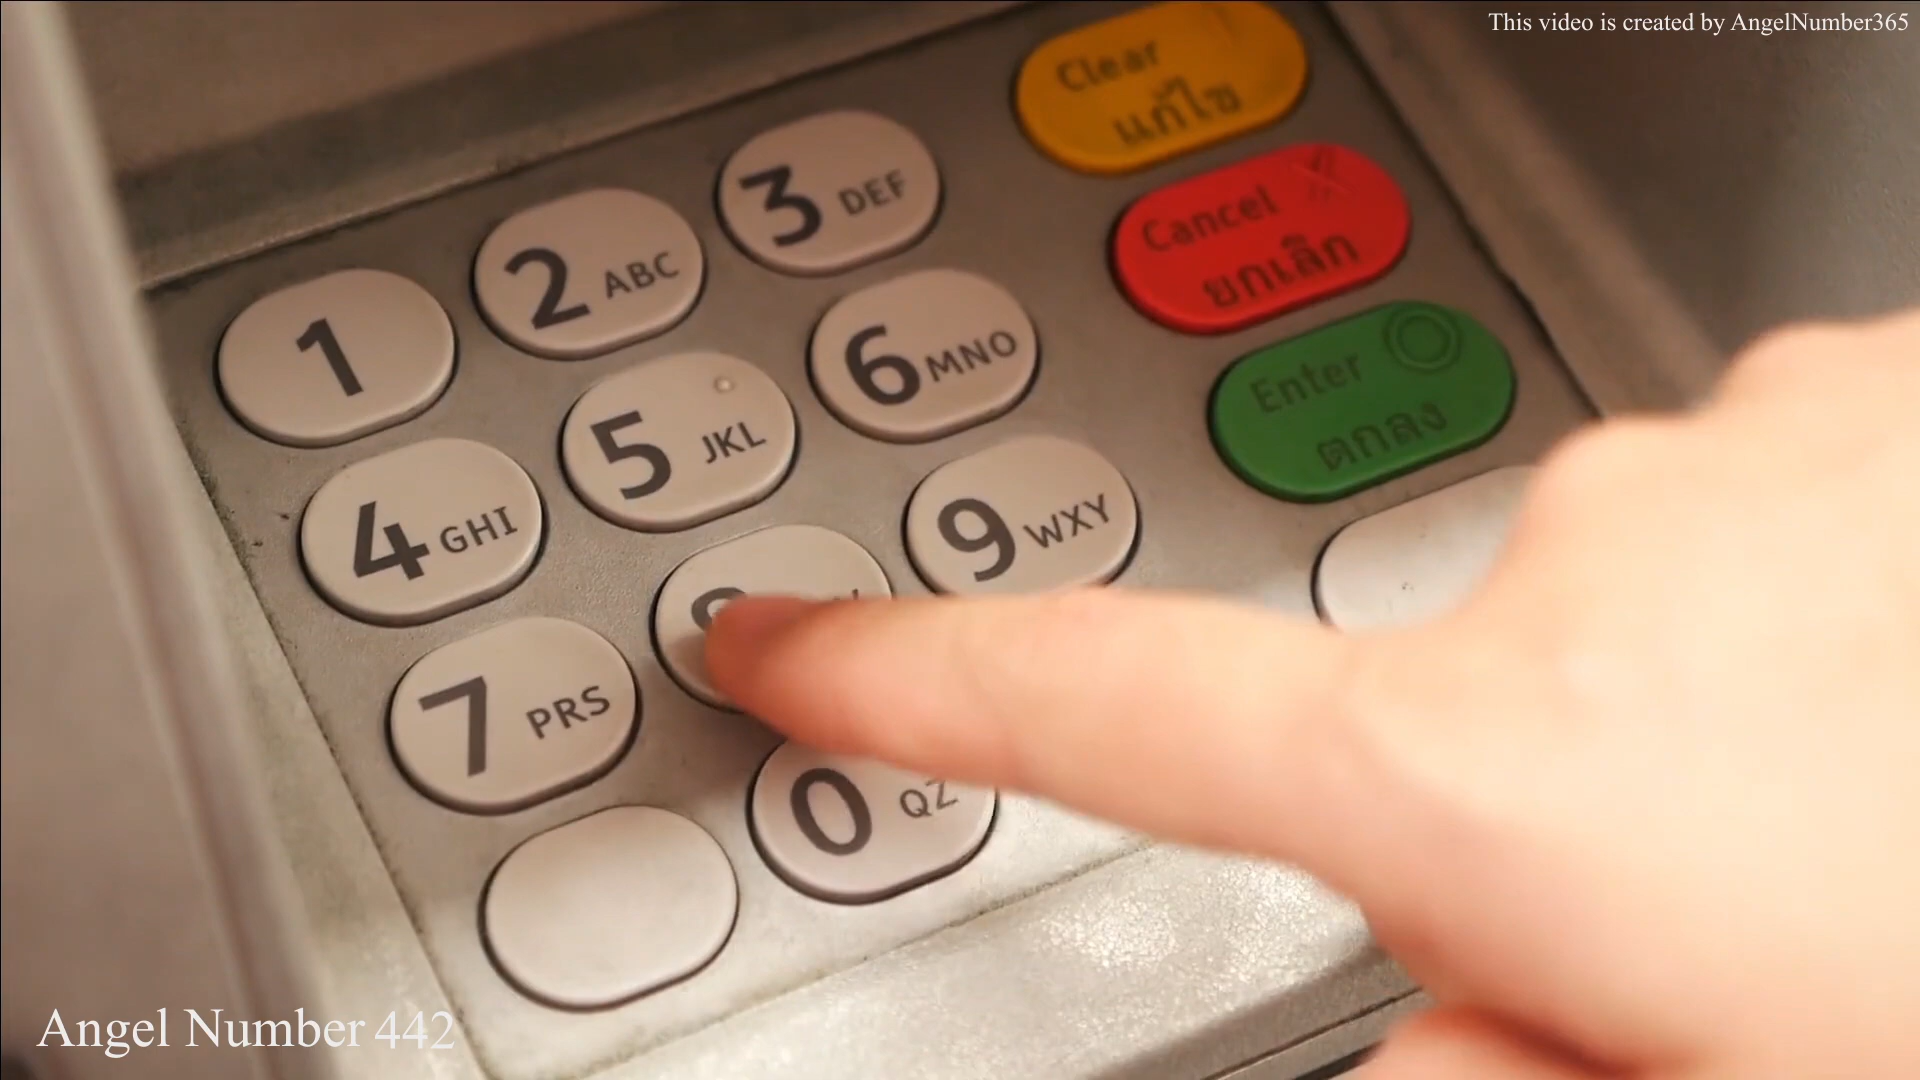 This video is created by AngelNumber365
Clear
แก้ไข
3 DEF
Cancel
ยกเลิก
2 ABC
1
6 MNO
Enter
ตกลง
5 JKL
4 GHI
9 WXY
7 PRS
0 QZ
Angel Number 442